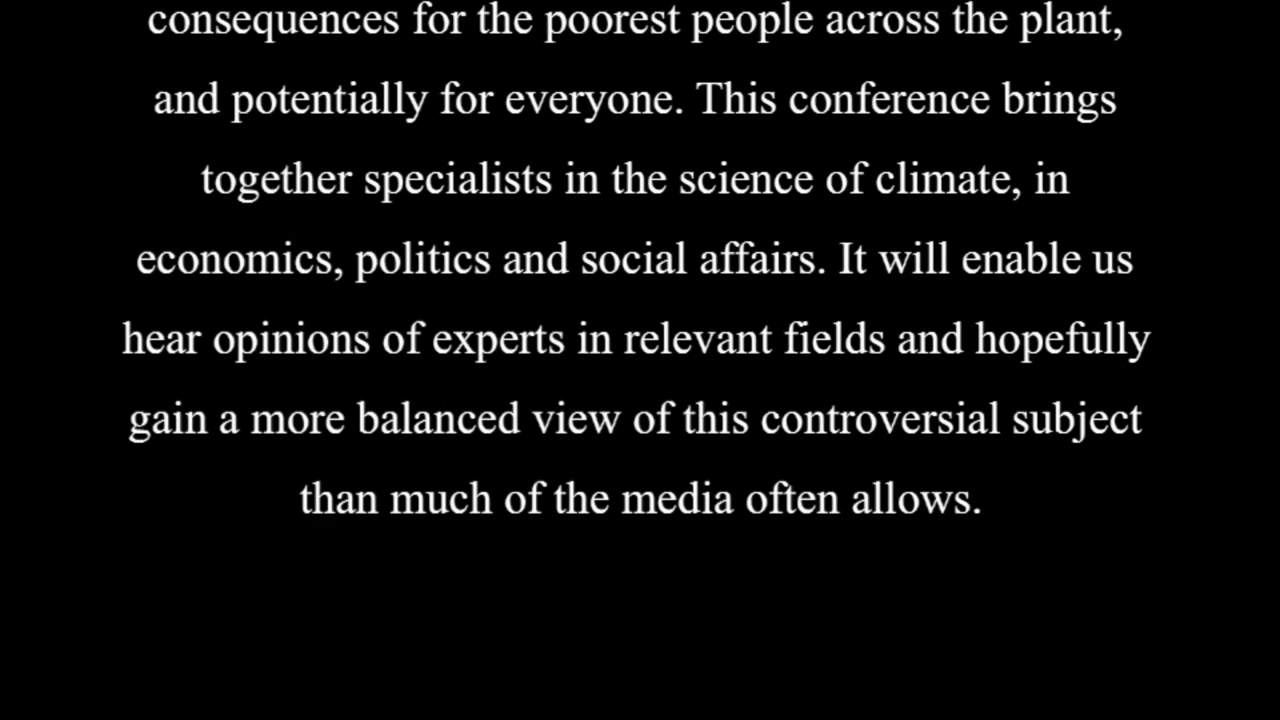 consequences for the poorest people across the plant,
and potentially for everyone. This conference brings
together specialists in the science of climate, in
economics, politics and social affairs. It will enable us
hear opinions of experts in relevant fields and hopefully
gain a more balanced view of this controversial subject
than much of the media often allows.